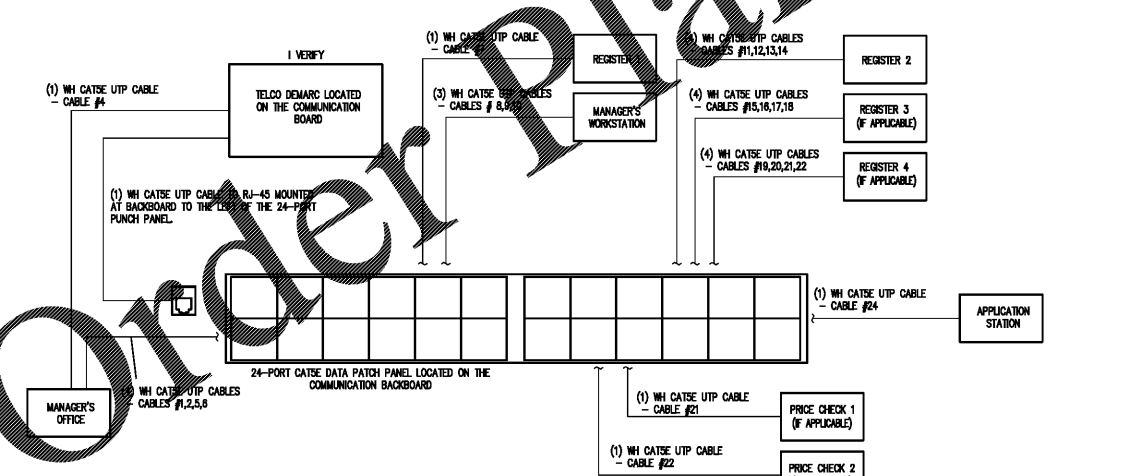 Order Pla
I VERIFY
TELCO DEMARC LOCATED
ON THE COMMUNICATION
BOARD
(1) WH CAT5E UTP CABLE
- CABLE #4
(1) WH CAT5E UTP CABLE TO RJ-45 MOUNTED
AT BACKBOARD TO THE LEFT OF THE 24-PORT
PUNCH PANEL.
(1) WH CAT5E UTP CABLE
- CABLE
REGISTER
(3) WH CAT5E UTP CABLES
- CABLES # 8,9,
MANAGER'S
WORKSTATION
WH CAT5E UTP CABLES
- CABLES #11,12,13,14
REGISTER 2
(4) WH CAT5E UTP CABLES
- CABLES #15,16,17,18
REGISTER 3
(IF APPLICABLE)
(4) WH CAT5E UTP CABLES
- CABLES #19,20,21,22
REGISTER 4
(IF APPLICABLE)
(1) WH CAT5E UTP CABLE
- CABLE #24
APPLICATION
STATION
24-PORT CAT5E DATA PATCH PANEL LOCATED ON THE
COMMUNICATION BACKBOARD
WH CAT5E UTP CABLES
- CABLES #1,2,5,6
MANAGER'S
OFFICE
(1) WH CAT5E UTP CABLE
- CABLE #21
PRICE CHECK 1
(IF APPLICABLE)
(1) WH CAT5E UTP CABLE
- CABLE #22
PRICE CHECK 2